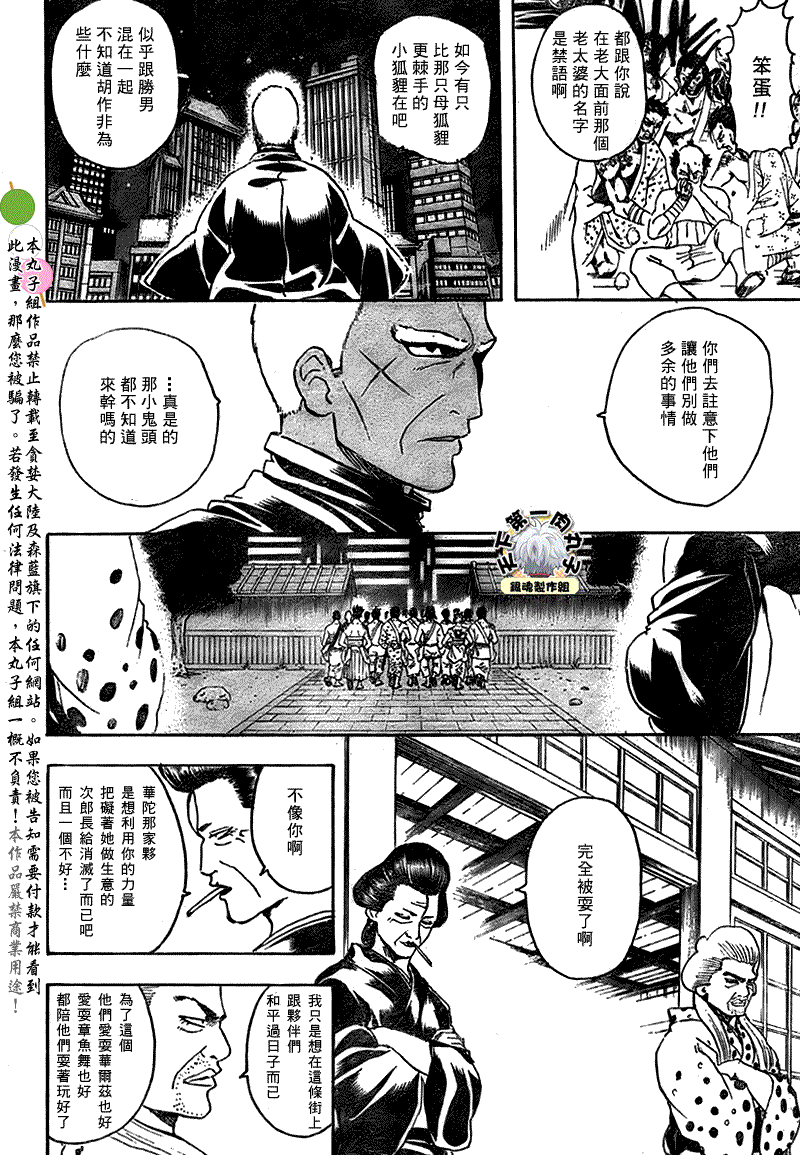 笨蛋!!
都跟你說
在老大面前那個
老太婆的名字
是禁語啊
如今有只
比那只母狐貍
更棘手的
小狐貍在吧
似乎跟勝男
混在一起
不知道胡作非為
些什麼
你們去註意下他們
讓他們別做
多余的事情
…真是的
那小鬼頭
都不知道
來幹嗎的
天下第一肉丸子
銀魂製作組
完全被耍了啊
不像你啊
華陀那家夥
是想利用你的力量
把礙著她做生意的
次郎長給消滅了而已吧
而且一個不好…
我只是想在這條街上
跟夥伴們
和平過日子而已
為了這個
他們愛耍華爾茲也好
愛耍章魚舞也好
都陪他們耍著玩好了
本丸子組作品禁止轉載至貪婪大陸及森藍旗下的任何網站。如果您被告知需要付款才能看到
此漫畫，那麼您被騙了。若發生任何法律問題，本丸子組一概不負責！本作品嚴禁商業用途！